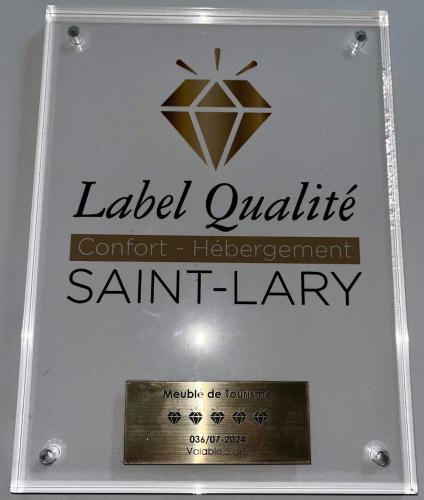 Label Qualité
Confort - Hébergement
SAINT-LARY
Meublé de Tourisme
036/07-2024
Valable 5 ans